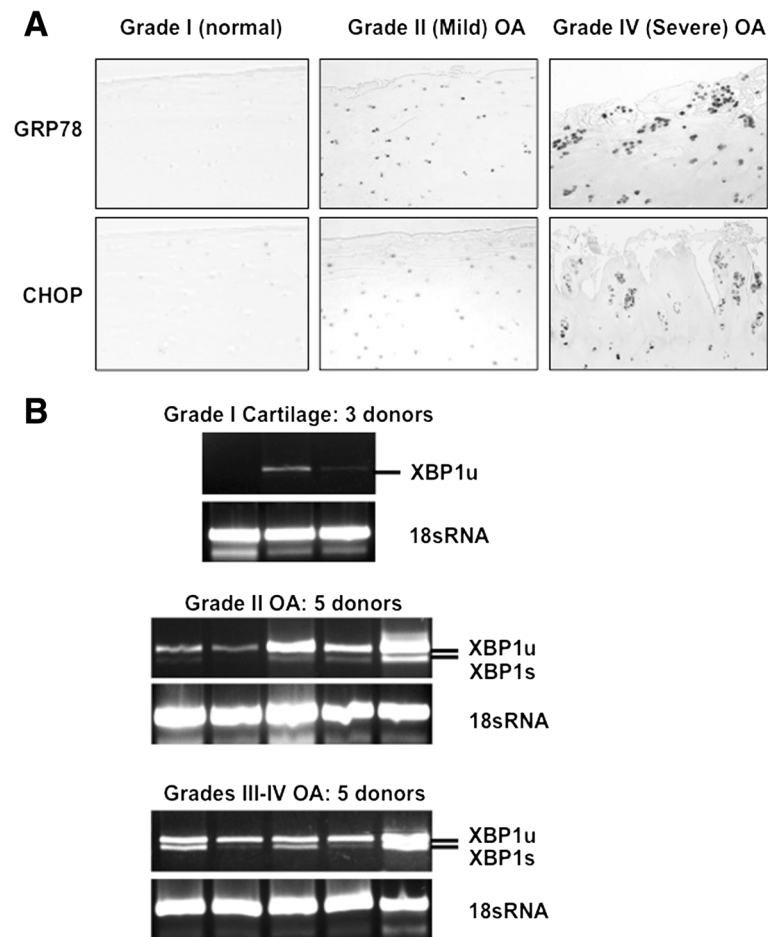 A
Grade I (normal) Grade II (Mild) OA Grade IV (Severe) OA
GRP78
CHOP
B
Grade I Cartilage: 3 donors
XBP1u
18sRNA
Grade II OA: 5 donors
XBP1u
XBP1s
18sRNA
Grades III-IV OA: 5 donors
XBP1u
XBP1s
18sRNA